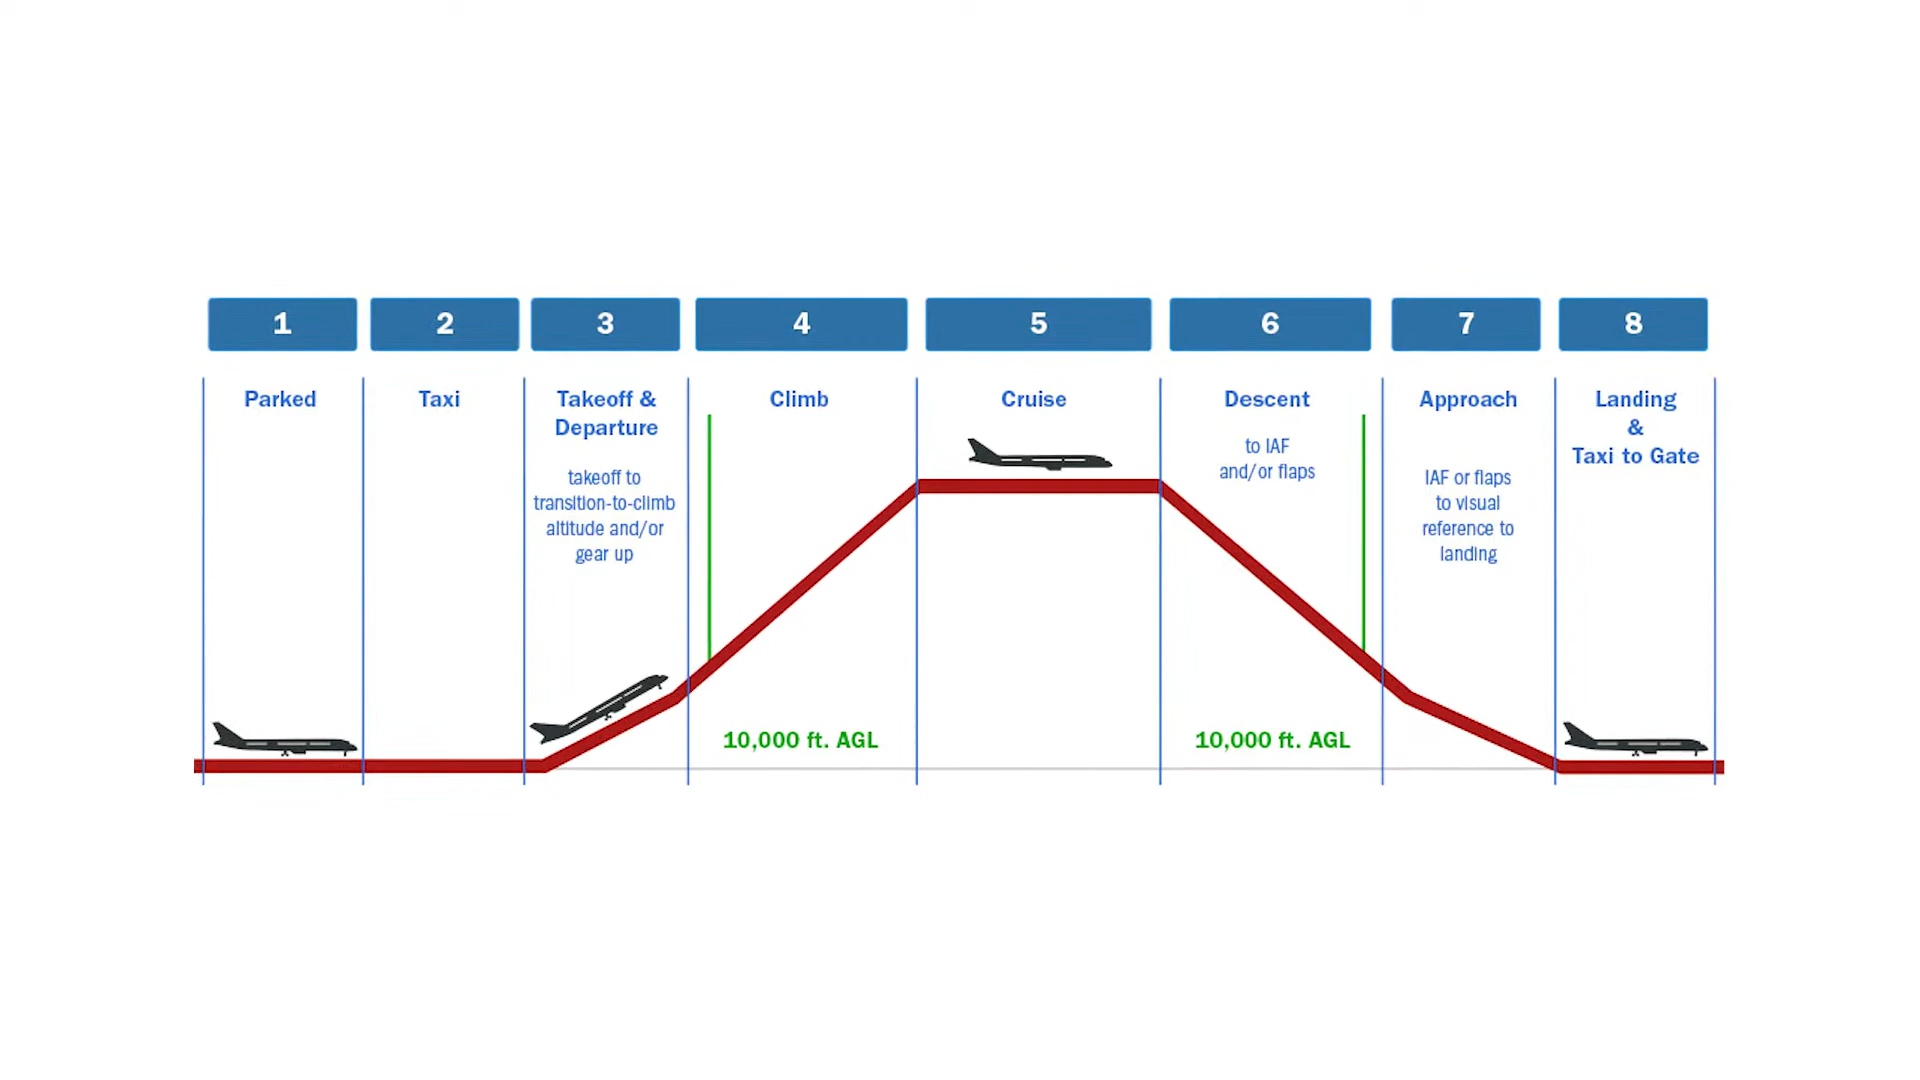 1
2
3
4
5
6
7
8
Parked
Taxi
Takeoff &
Departure
takeoff to
transition-to-climb
altitude and/or
gear up
Climb
Cruise
Descent
to IAF
and/or flaps
Approach
IAF or flaps
to visual
reference to
landing
Landing
&
Taxi to Gate
10,000 ft. AGL
10,000 ft. AGL